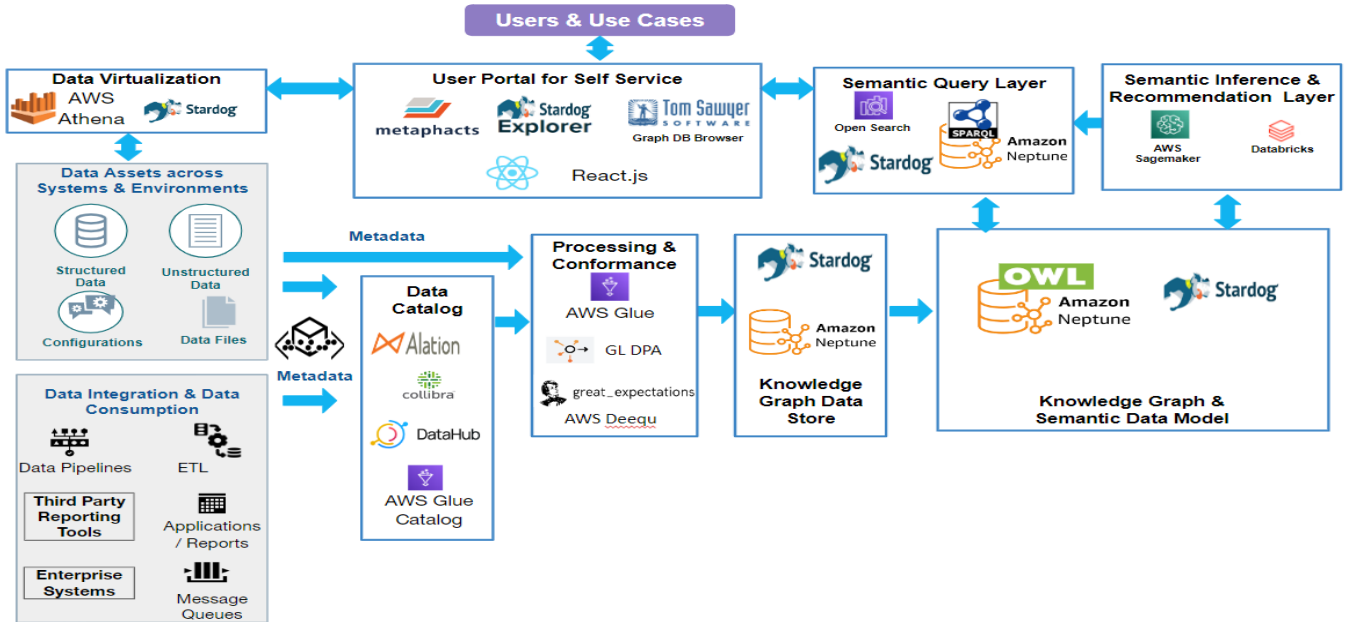 Users & Use Cases
Data Virtualization
AWS
Athena
Stardog
User Portal for Self Service
metaphacts
Stardog
Explorer
Tom Sawyer
SOFTWARE
Graph DB Browser
React.js
Semantic Query Layer
Open Search
SPARQL
Amazon
Neptune
Stardog
Semantic Inference &
Recommendation Layer
AWS
Sagemaker
Databricks
Data Assets across
Systems & Environments
Structured
Data
Unstructured
Data
Configurations
Data Files
Metadata
Metadata
Data Integration & Data
Consumption
Data Pipelines
ETL
Third Party
Reporting
Tools
Applications
/ Reports
Enterprise
Systems
Message
Queues
Data
Catalog
Alation
collibra
DataHub
AWS Glue
Catalog
Processing &
Conformance
AWS Glue
GL DPA
great_expectations
AWS Deequ
Stardog
Amazon
Neptune
Knowledge
Graph Data
Store
OWL
Amazon
Neptune
Stardog
Knowledge Graph &
Semantic Data Model